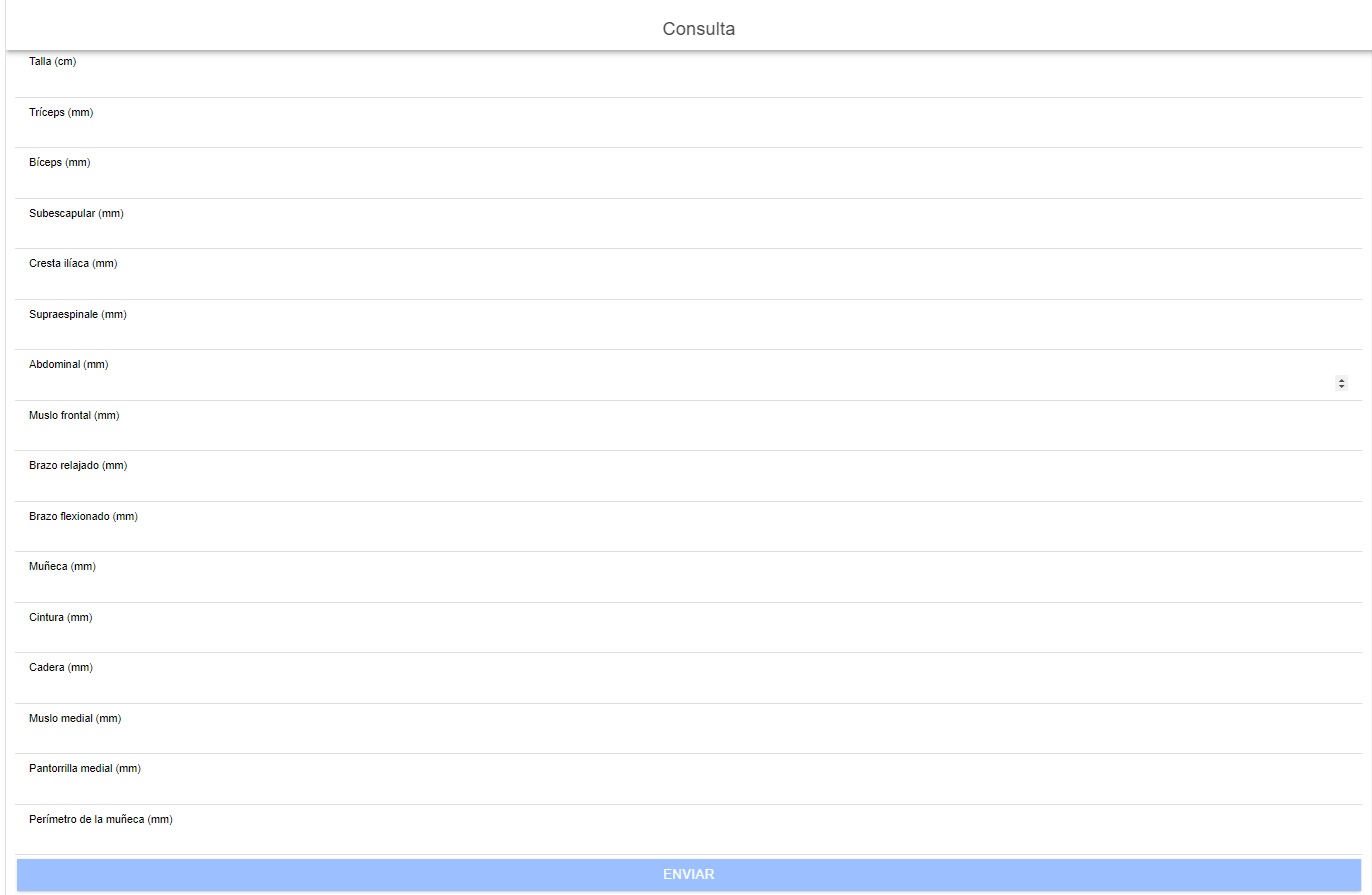 Consulta
Talla (cm)
Tríceps (mm)
Bíceps (mm)
Subescapular (mm)
Cresta ilíaca (mm)
Supraespinale (mm)
Abdominal (mm)
Muslo frontal (mm)
Brazo relajado (mm)
Brazo flexionado (mm)
Muñeca (mm)
Cintura (mm)
Cadera (mm)
Muslo medial (mm)
Pantorrilla medial (mm)
Perímetro de la muñeca (mm)
ENVIAR